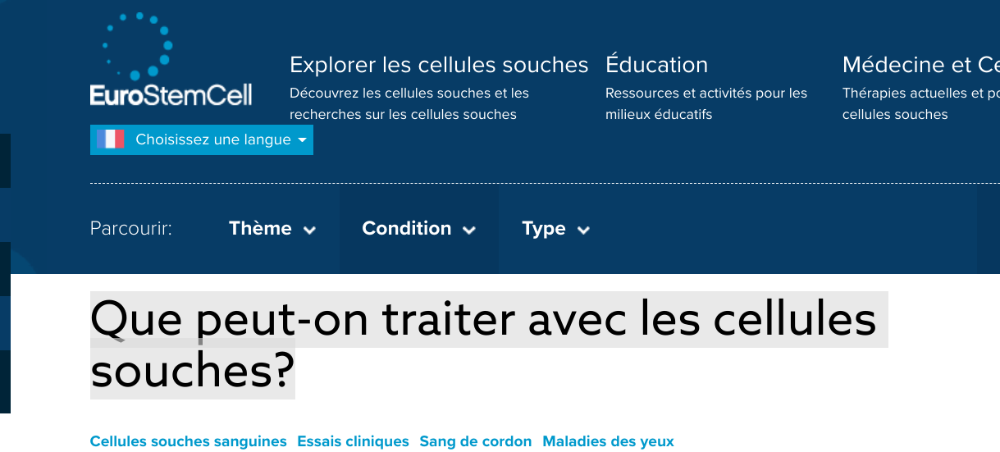 EuroStemCell
Explorer les cellules souches
Découvrez les cellules souches et les
recherches sur les cellules souches
Éducation
Ressources et activités pour les
milieux éducatifs
Médecine et Ce
Thérapies actuelles et po
cellules souches
Choisissez une langue
Parcourir: Thème Condition Type
Que peut-on traiter avec les cellules
souches?
Cellules souches sanguines Essais cliniques Sang de cordon Maladies des yeux